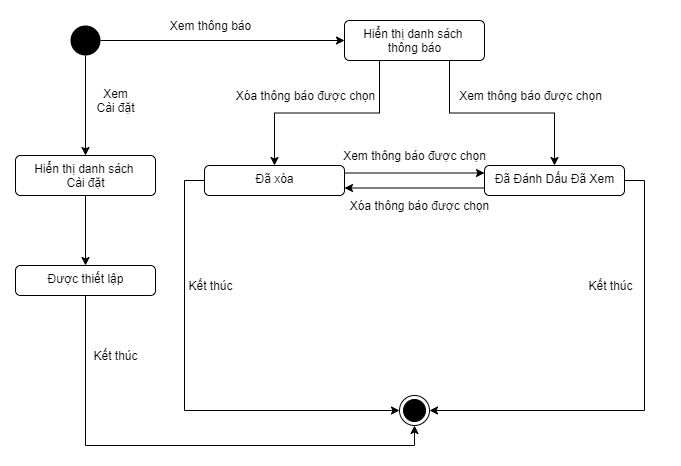 Xem thông báo
Hiển thị danh sách
thông báo
Xem
Cài đặt
Xóa thông báo được chọn
Xem thông báo được chọn
Hiển thị danh sách
Cài đặt
Đã xóa
Xem thông báo được chọn
Đã Đánh Dấu Đã Xem
Xóa thông báo được chọn
Được thiết lập
Kết thúc
Kết thúc
Kết thúc